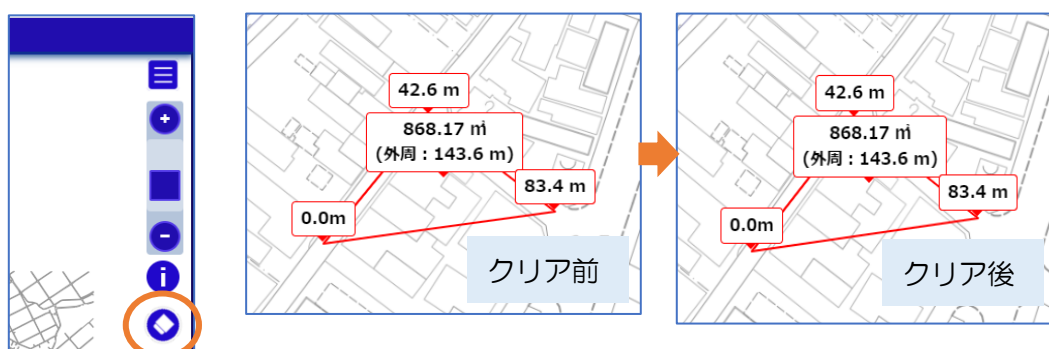 +
-
i
42.6 m
868.17 ㎡
(外周：143.6 m)
83.4 m
0.0m
クリア前
42.6 m
868.17 ㎡
(外周：143.6 m)
83.4 m
0.0m
クリア後